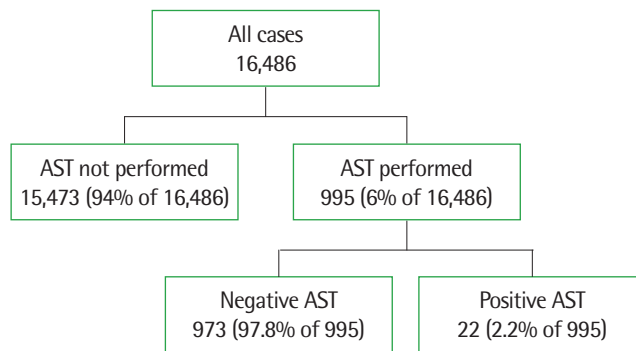 All cases
16,486
AST not performed
15,473 (94% of 16,486)
AST performed
995 (6% of 16,486)
Negative AST
973 (97.8% of 995)
Positive AST
22 (2.2% of 995)